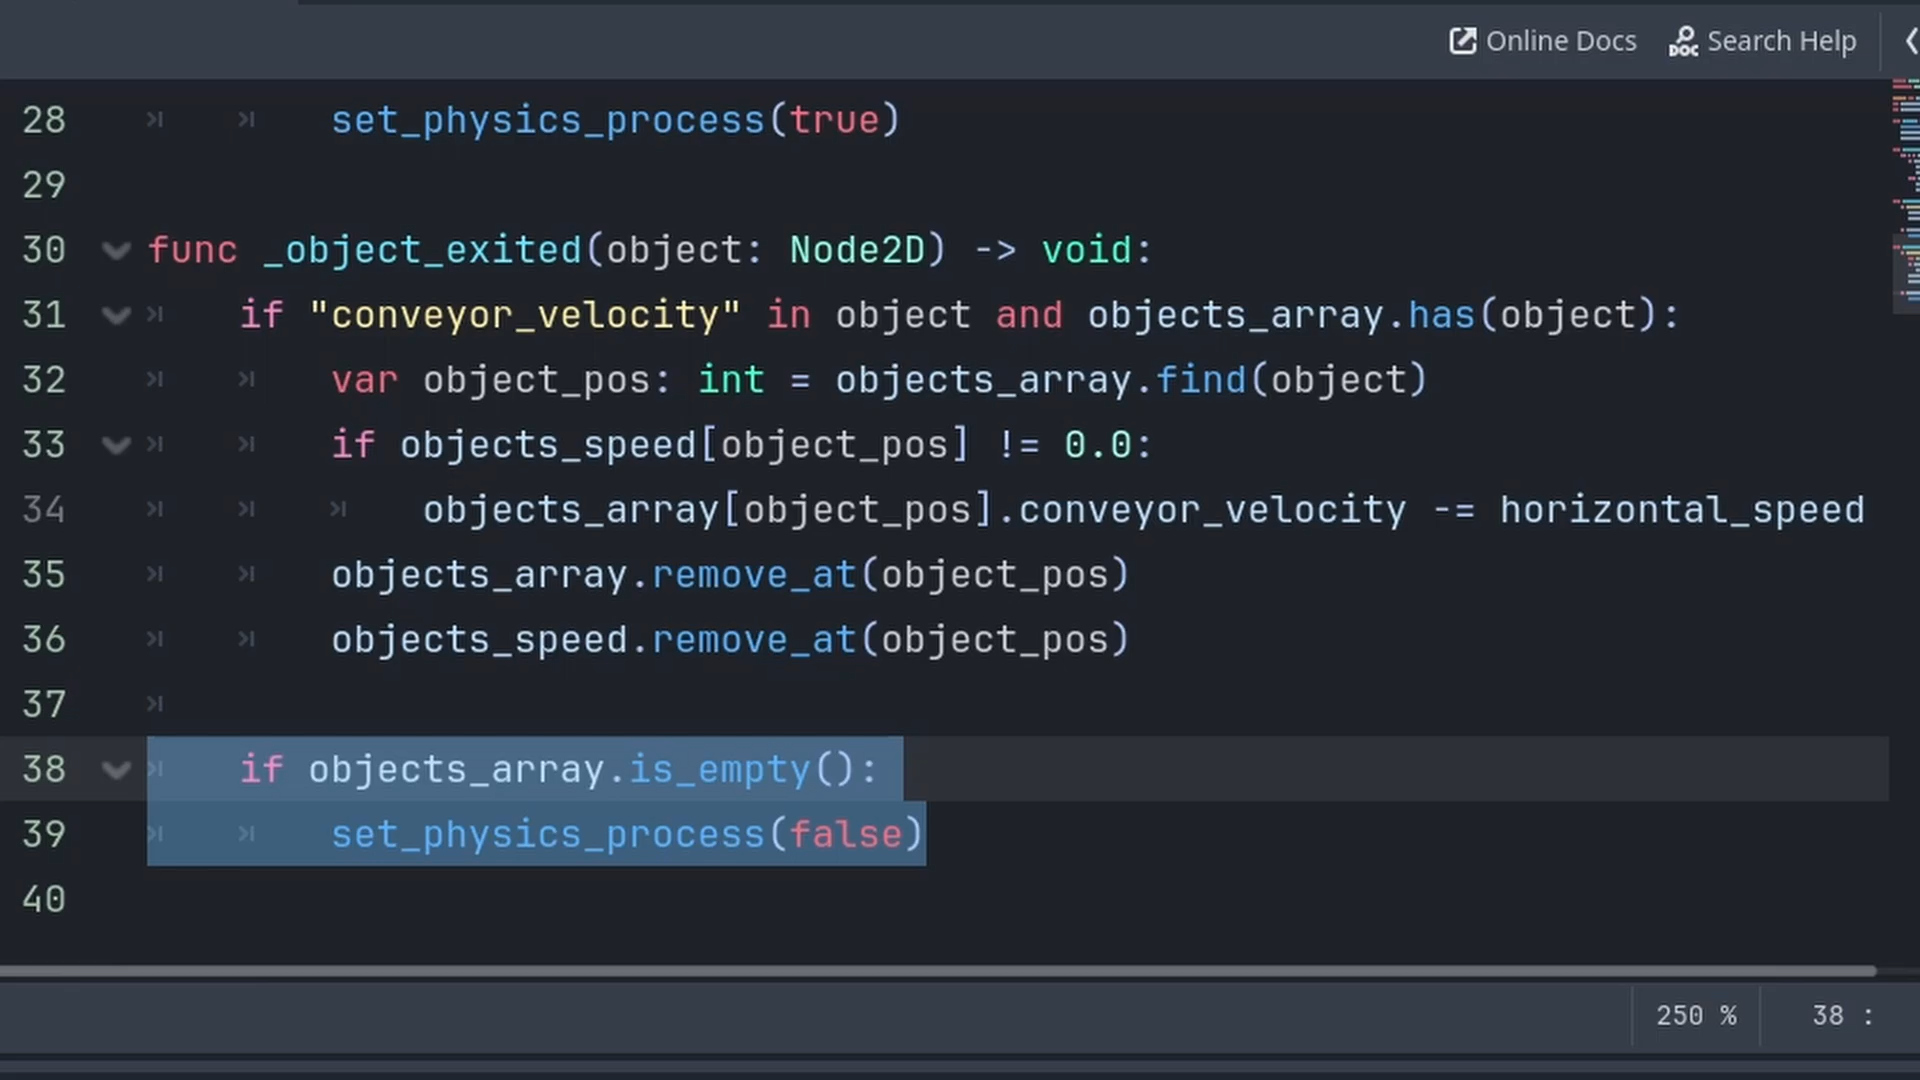 Online Docs DOC Search Help
28 set_physics_process(true)
29
30 func _object_exited(object: Node2D) -> void:
31 if "conveyor_velocity" in object and objects_array.has(object):
32 var object_pos: int = objects_array.find(object)
33 if objects_speed[object_pos] != 0.0:
34 objects_array[object_pos].conveyor_velocity -= horizontal_speed
35 objects_array.remove_at(object_pos)
36 objects_speed.remove_at(object_pos)
37
38 if objects_array.is_empty():
39 set_physics_process(false)
40
250 % 38 :